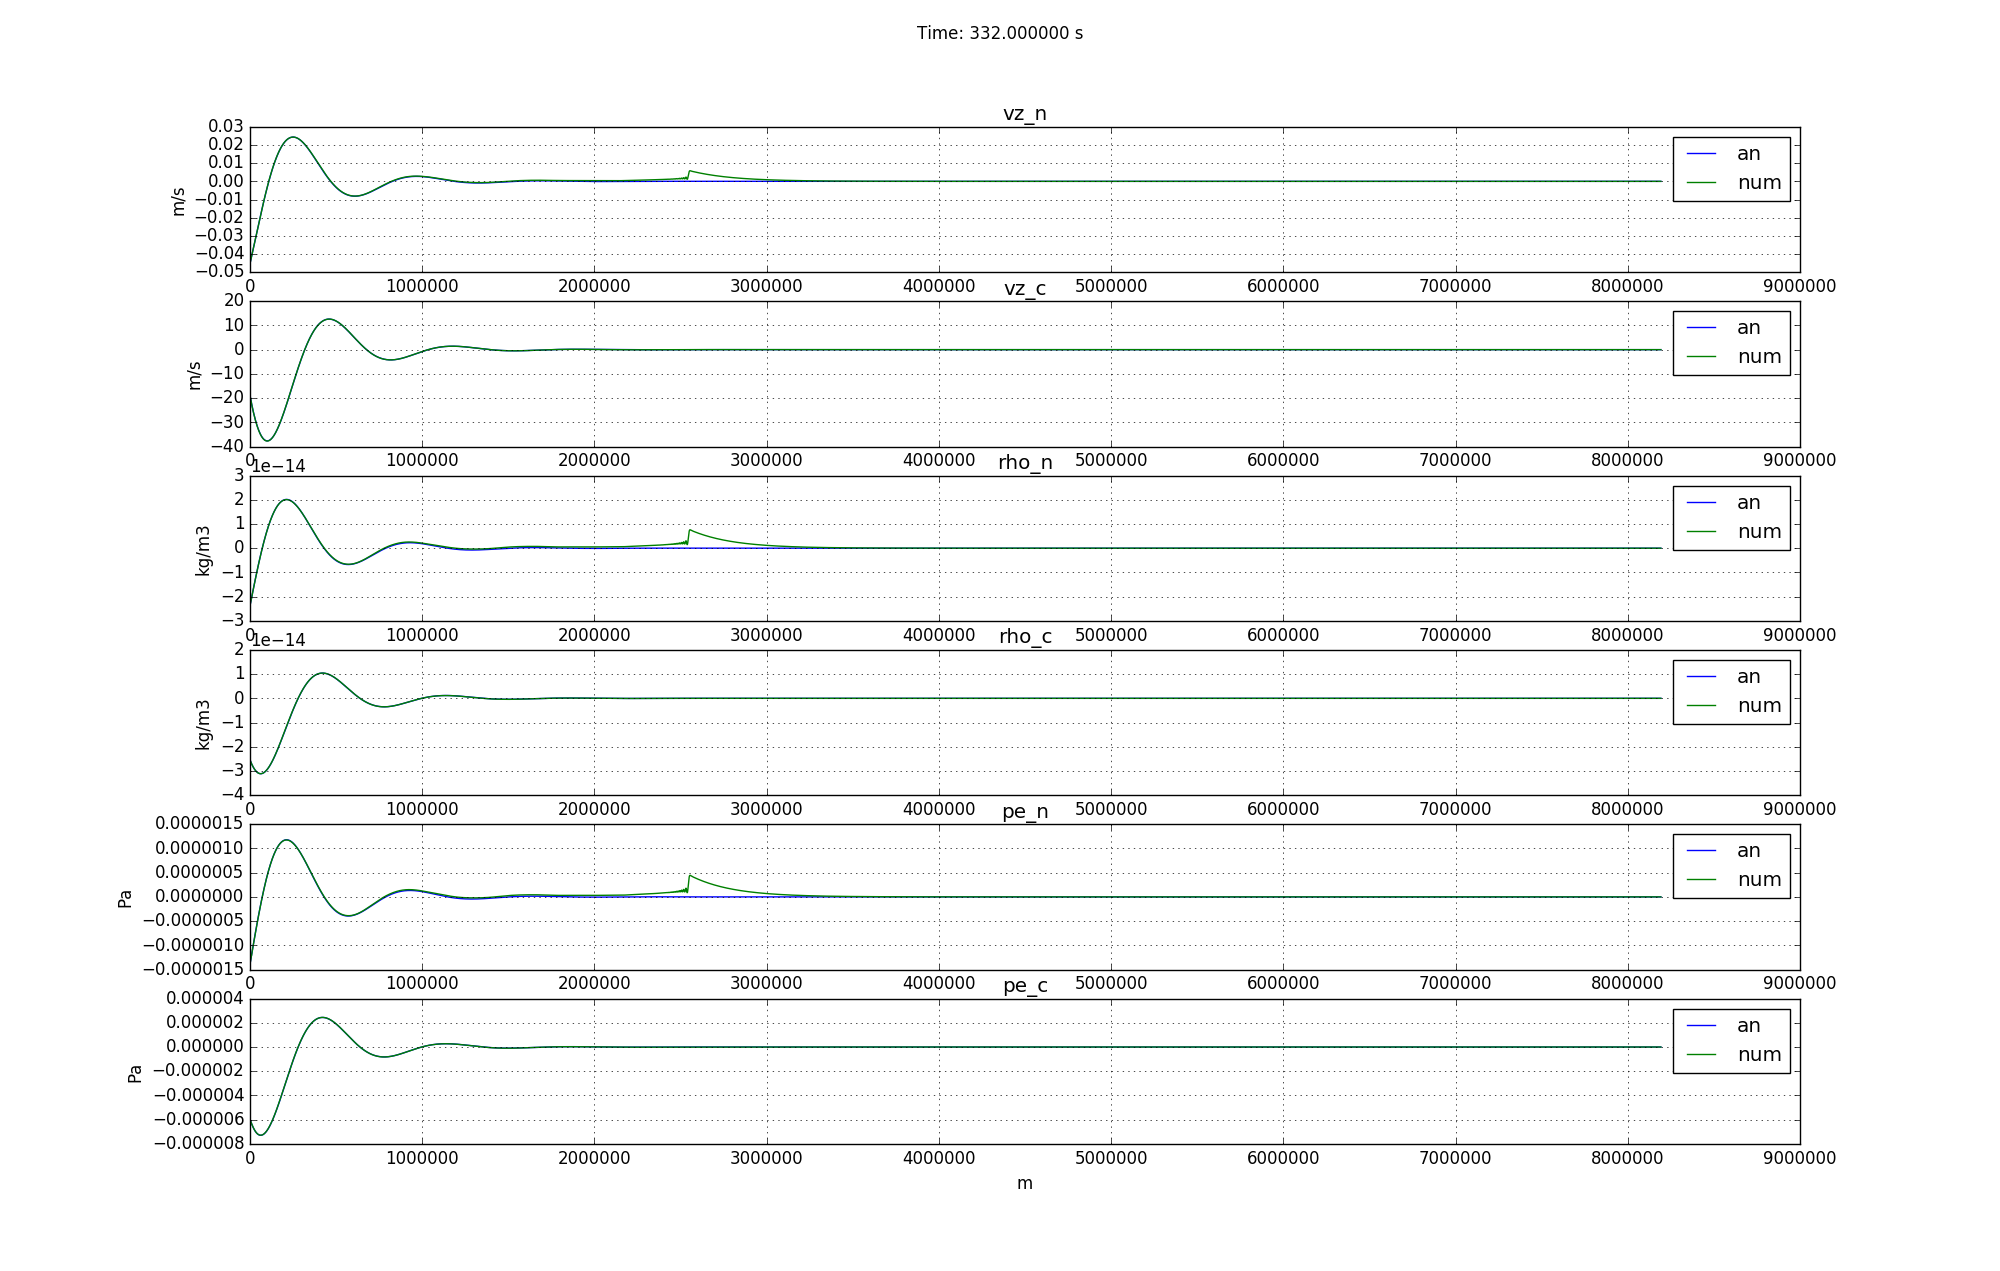 Time: 332.000000 s
vz_n
0.03
0.02
0.01
0.00
−0.01
−0.02
−0.03
−0.04
−0.05
m/s
an
num
0 1000000 2000000 3000000 4000000 5000000 6000000 7000000 8000000 9000000
vz_c
20
10
0
−10
−20
−30
−40
m/s
an
num
0 1000000 2000000 3000000 4000000 5000000 6000000 7000000 8000000 9000000
1e−14
rho_n
3
2
1
0
−1
−2
−3
kg/m3
an
num
0 1000000 2000000 3000000 4000000 5000000 6000000 7000000 8000000 9000000
1e−14
rho_c
2
1
0
−1
−2
−3
−4
kg/m3
an
num
0 1000000 2000000 3000000 4000000 5000000 6000000 7000000 8000000 9000000
pe_n
0.0000015
0.0000010
0.0000005
0.0000000
−0.0000005
−0.0000010
−0.0000015
Pa
an
num
0 1000000 2000000 3000000 4000000 5000000 6000000 7000000 8000000 9000000
pe_c
0.000004
0.000002
0.000000
−0.000002
−0.000004
−0.000006
−0.000008
Pa
an
num
0 1000000 2000000 3000000 4000000 5000000 6000000 7000000 8000000 9000000
m